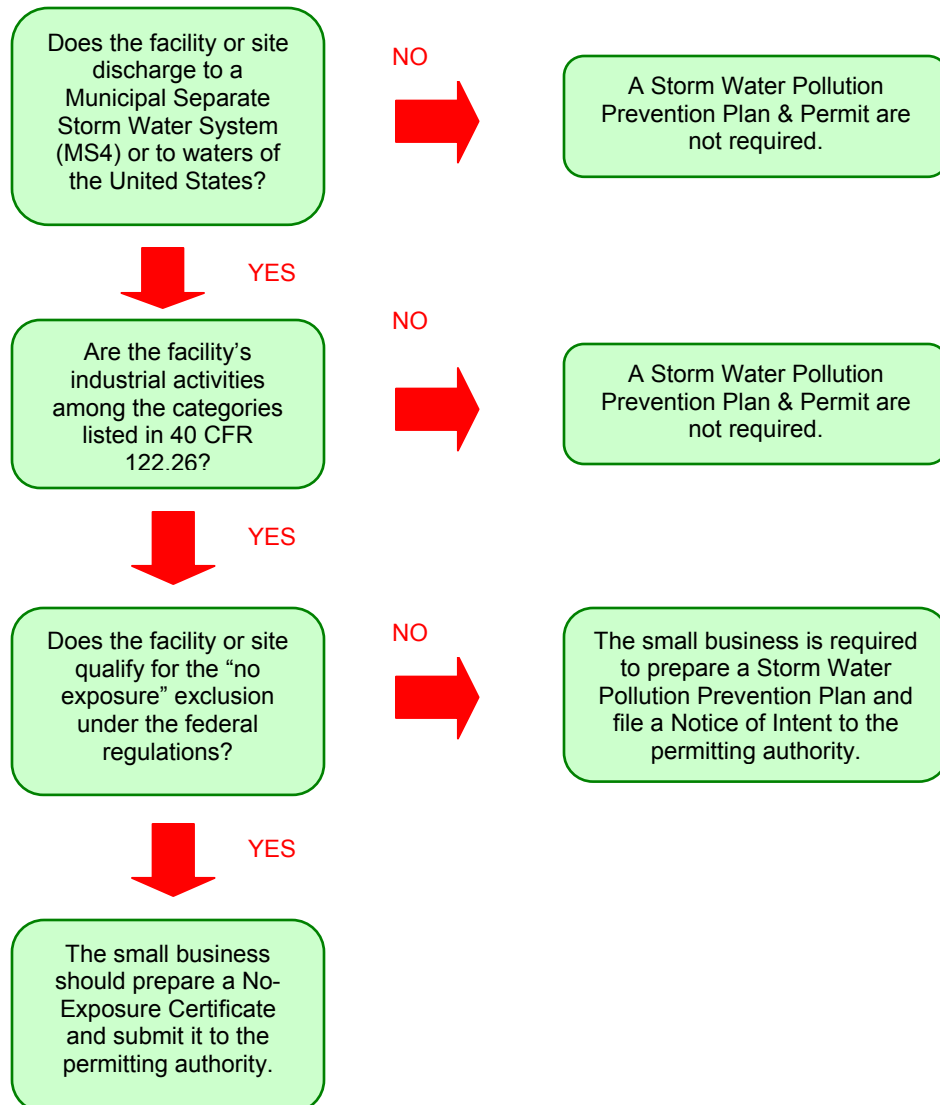 Does the facility or site
discharge to a
Municipal Separate
Storm Water System
(MS4) or to waters of
the United States?
NO
A Storm Water Pollution
Prevention Plan & Permit are
not required.
YES
Are the facility’s
industrial activities
among the categories
listed in 40 CFR
122.26?
NO
A Storm Water Pollution
Prevention Plan & Permit are
not required.
YES
Does the facility or site
qualify for the “no
exposure” exclusion
under the federal
regulations?
NO
The small business is required
to prepare a Storm Water
Pollution Prevention Plan and
file a Notice of Intent to the
permitting authority.
YES
The small business
should prepare a No-
Exposure Certificate
and submit it to the
permitting authority.